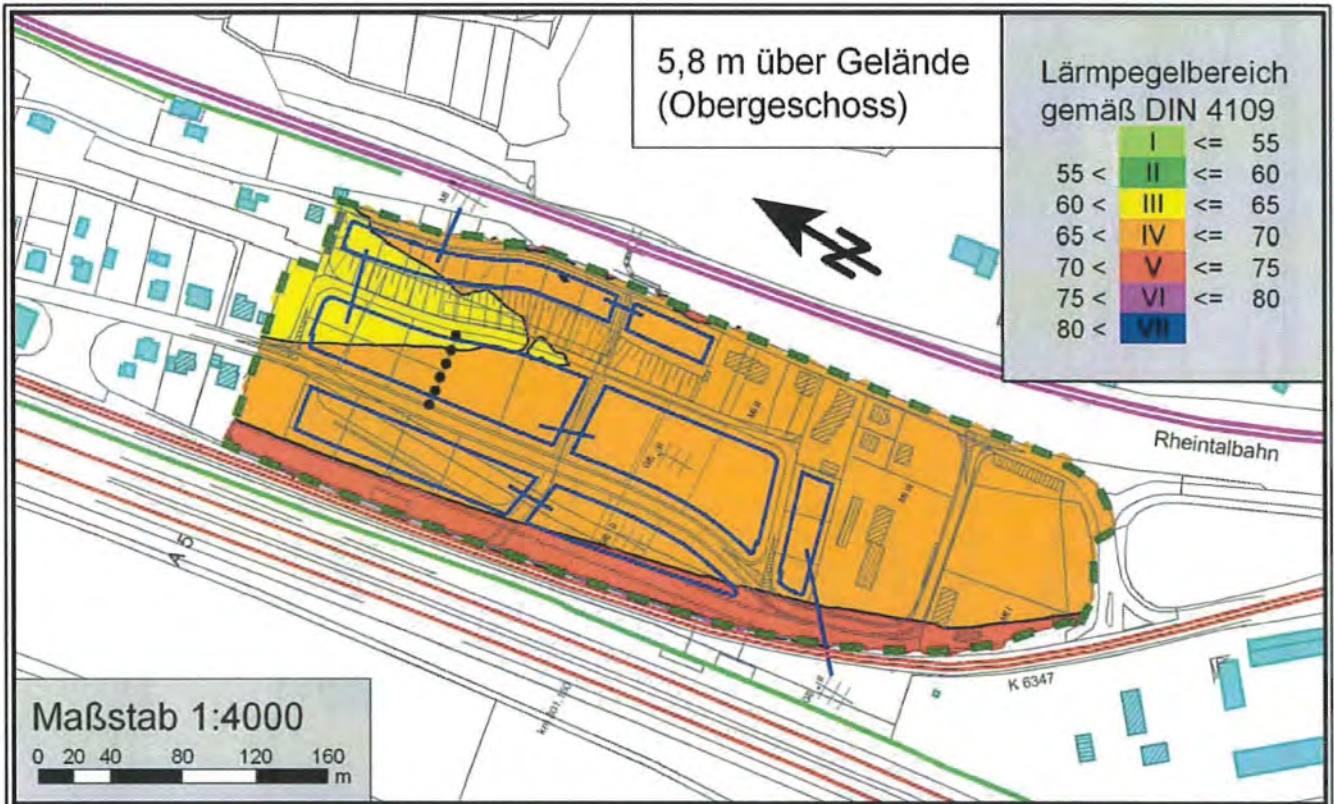 5,8 m über Gelände
(Obergeschoss)
Lärmpegelbereich
gemäß DIN 4109
I <= 55
55 < II <= 60
60 < III <= 65
65 < IV <= 70
70 < V <= 75
75 < VI <= 80
80 < VII
Rheintalbahn
A 5
K 6347
Maßstab 1:4000
0 20 40 80 120 160
m